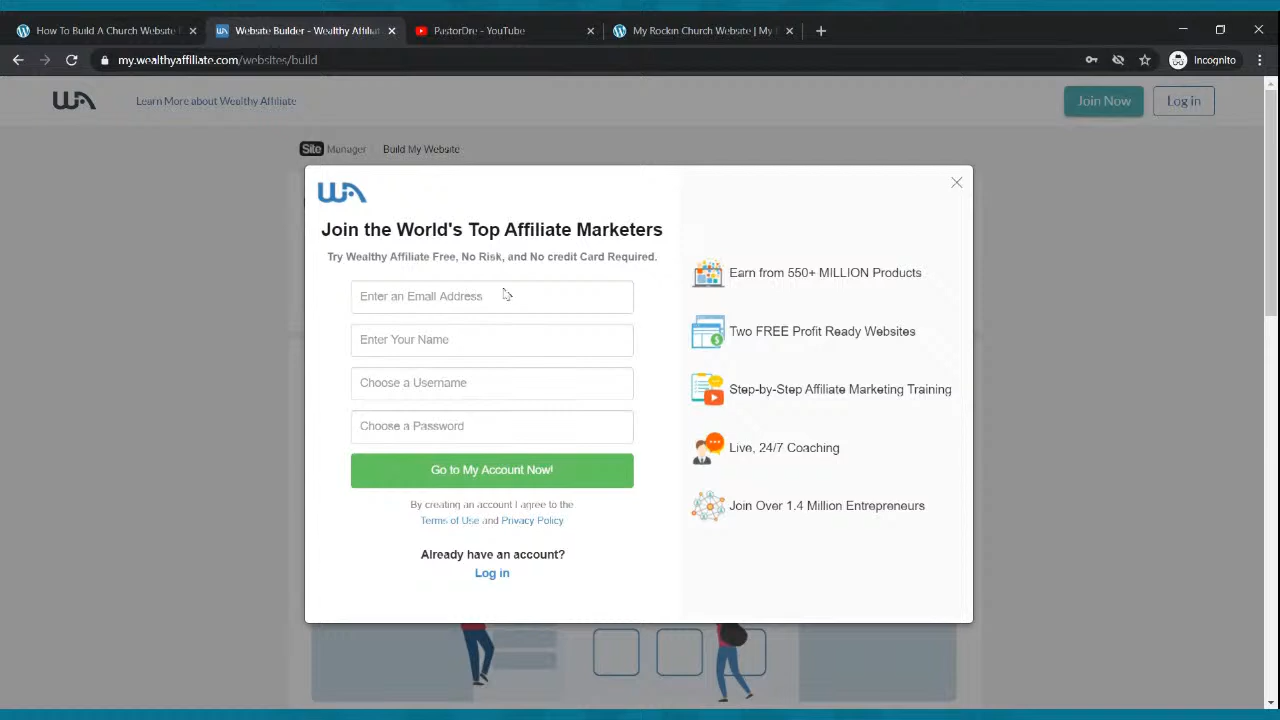 How To Build A Church Website
Website Builder - Wealthy Affiliat
PastorDre - YouTube
My Rockin Church Website | My
my.wealthyaffiliate.com/websites/build
Incognito
WA
Learn More about Wealthy Affiliate
Join Now
Log in
Site Manager
Build My Website
WA
Join the World's Top Affiliate Marketers
Try Wealthy Affiliate Free, No Risk, and No credit Card Required.
Enter an Email Address
Enter Your Name
Choose a Username
Choose a Password
Go to My Account Now!
By creating an account I agree to the
Terms of Use and Privacy Policy
Already have an account?
Log in
Earn from 550+ MILLION Products
Two FREE Profit Ready Websites
Step-by-Step Affiliate Marketing Training
Live, 24/7 Coaching
Join Over 1.4 Million Entrepreneurs